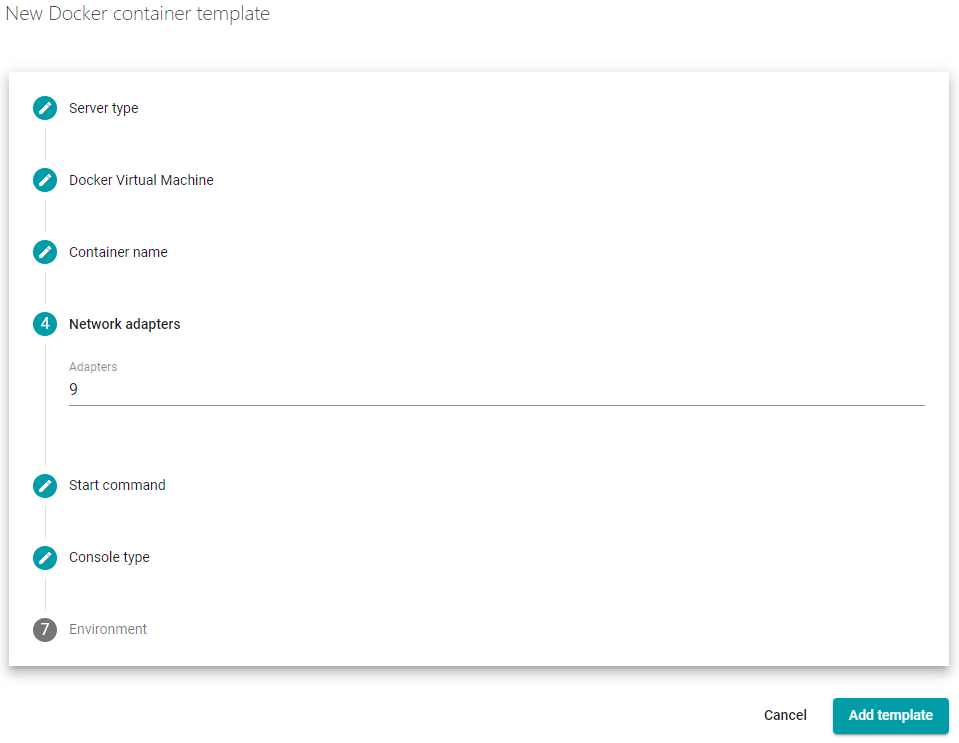 New Docker container template
Server type
Docker Virtual Machine
Container name
4 Network adapters
Adapters
9
Start command
Console type
7 Environment
Cancel Add template